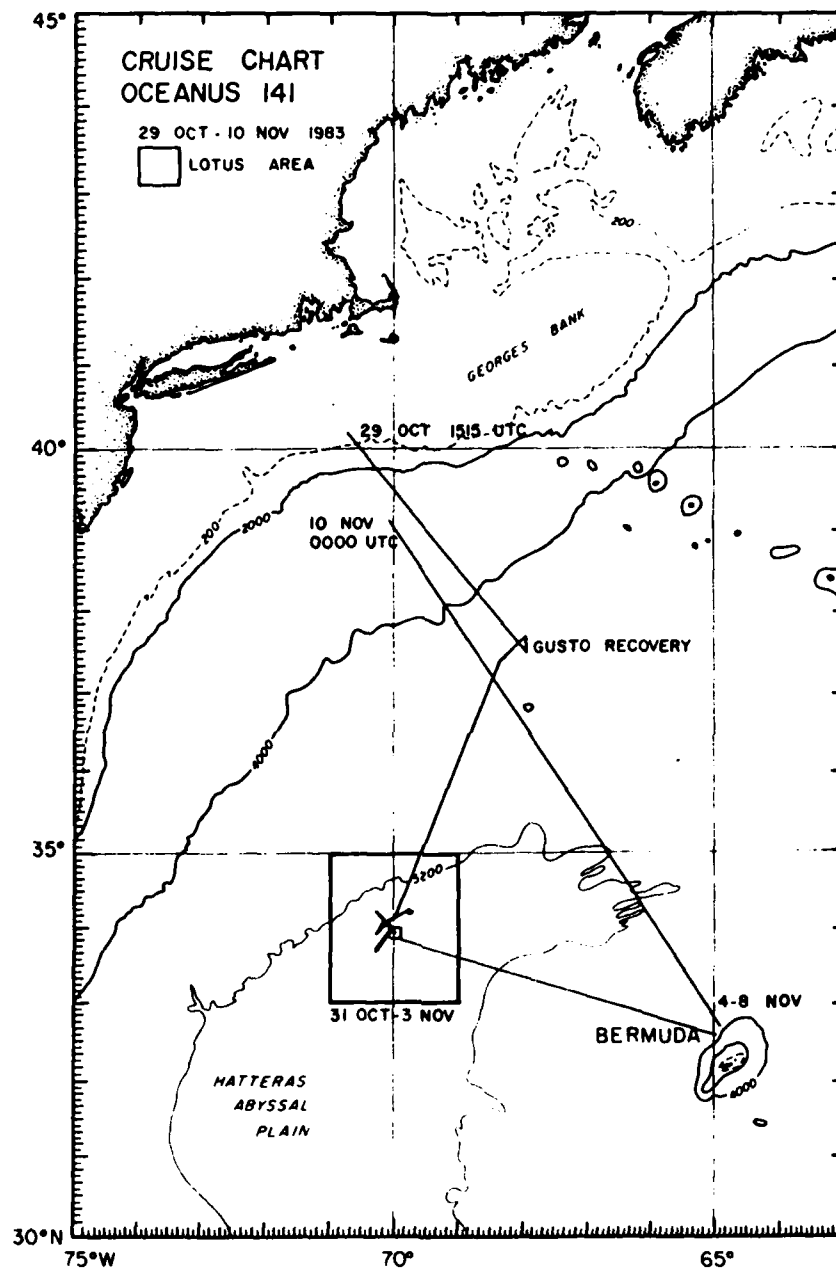 45°
CRUISE CHART
OCEANUS 141
29 OCT - 10 NOV 1983
LOTUS AREA
200
GEORGES BANK
29 OCT 1515 UTC
40°
10 NOV
0000 UTC
200
2000
GUSTO RECOVERY
4000
35°
5200
4-8 NOV
31 OCT-3 NOV
BERMUDA
4000
HATTERAS
ABYSSAL
PLAIN
30°N
75°W
70°
65°